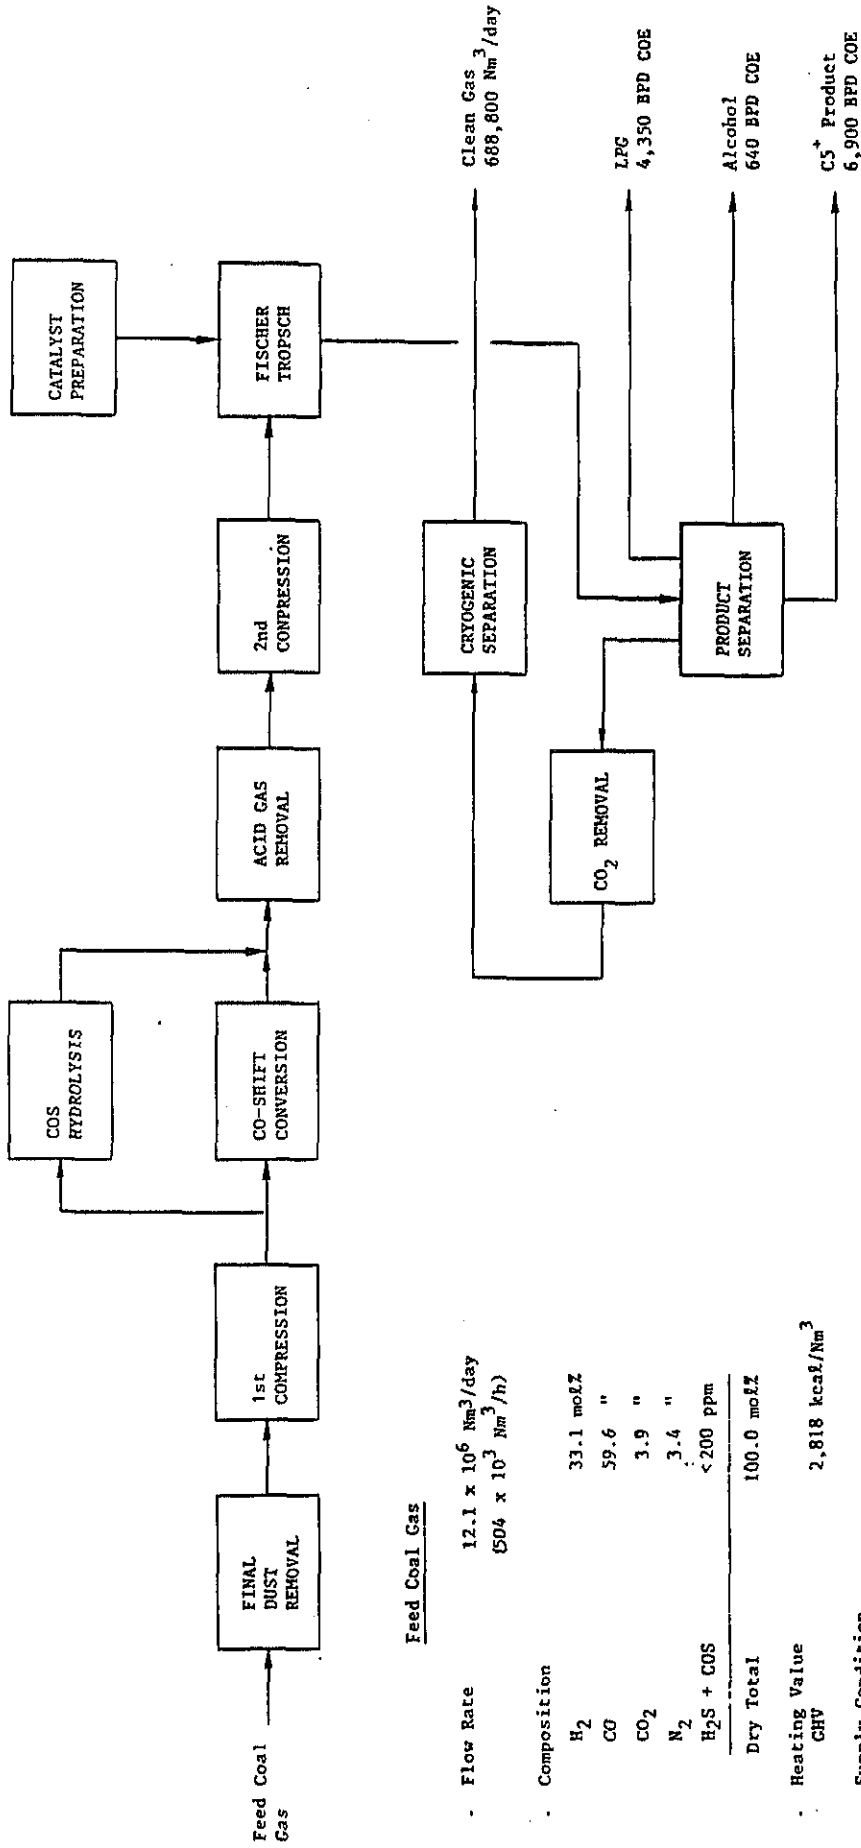 CATALYST
PREPARATION
COS
HYDROLYSIS
Feed Coal
Gas
FINAL
DUST
REMOVAL
1st
COMPRESSION
CO-SHIFT
CONVERSION
ACID GAS
REMOVAL
2nd
CONPRESSION
FISCHER
TROPSCH
CRYOGENIC
SEPARATION
CO2 REMOVAL
PRODUCT
SEPARATION
Clean Gas
688,800 Nm3/day
LPG
4,350 BPD COE
Alcohol
640 BPD COE
C5+ Product
6,900 BPD COE
Feed Coal Gas
- Flow Rate 12.1 x 10^6 Nm3/day
(504 x 10^3 Nm3/h)
- Composition
H2 33.1 moℓ%
CO 59.6 "
CO2 3.9 "
N2 3.4 "
H2S + COS <200 ppm
Dry Total 100.0 moℓ%
- Heating Value
GHV 2,818 kcaℓ/Nm3
Supply Condition